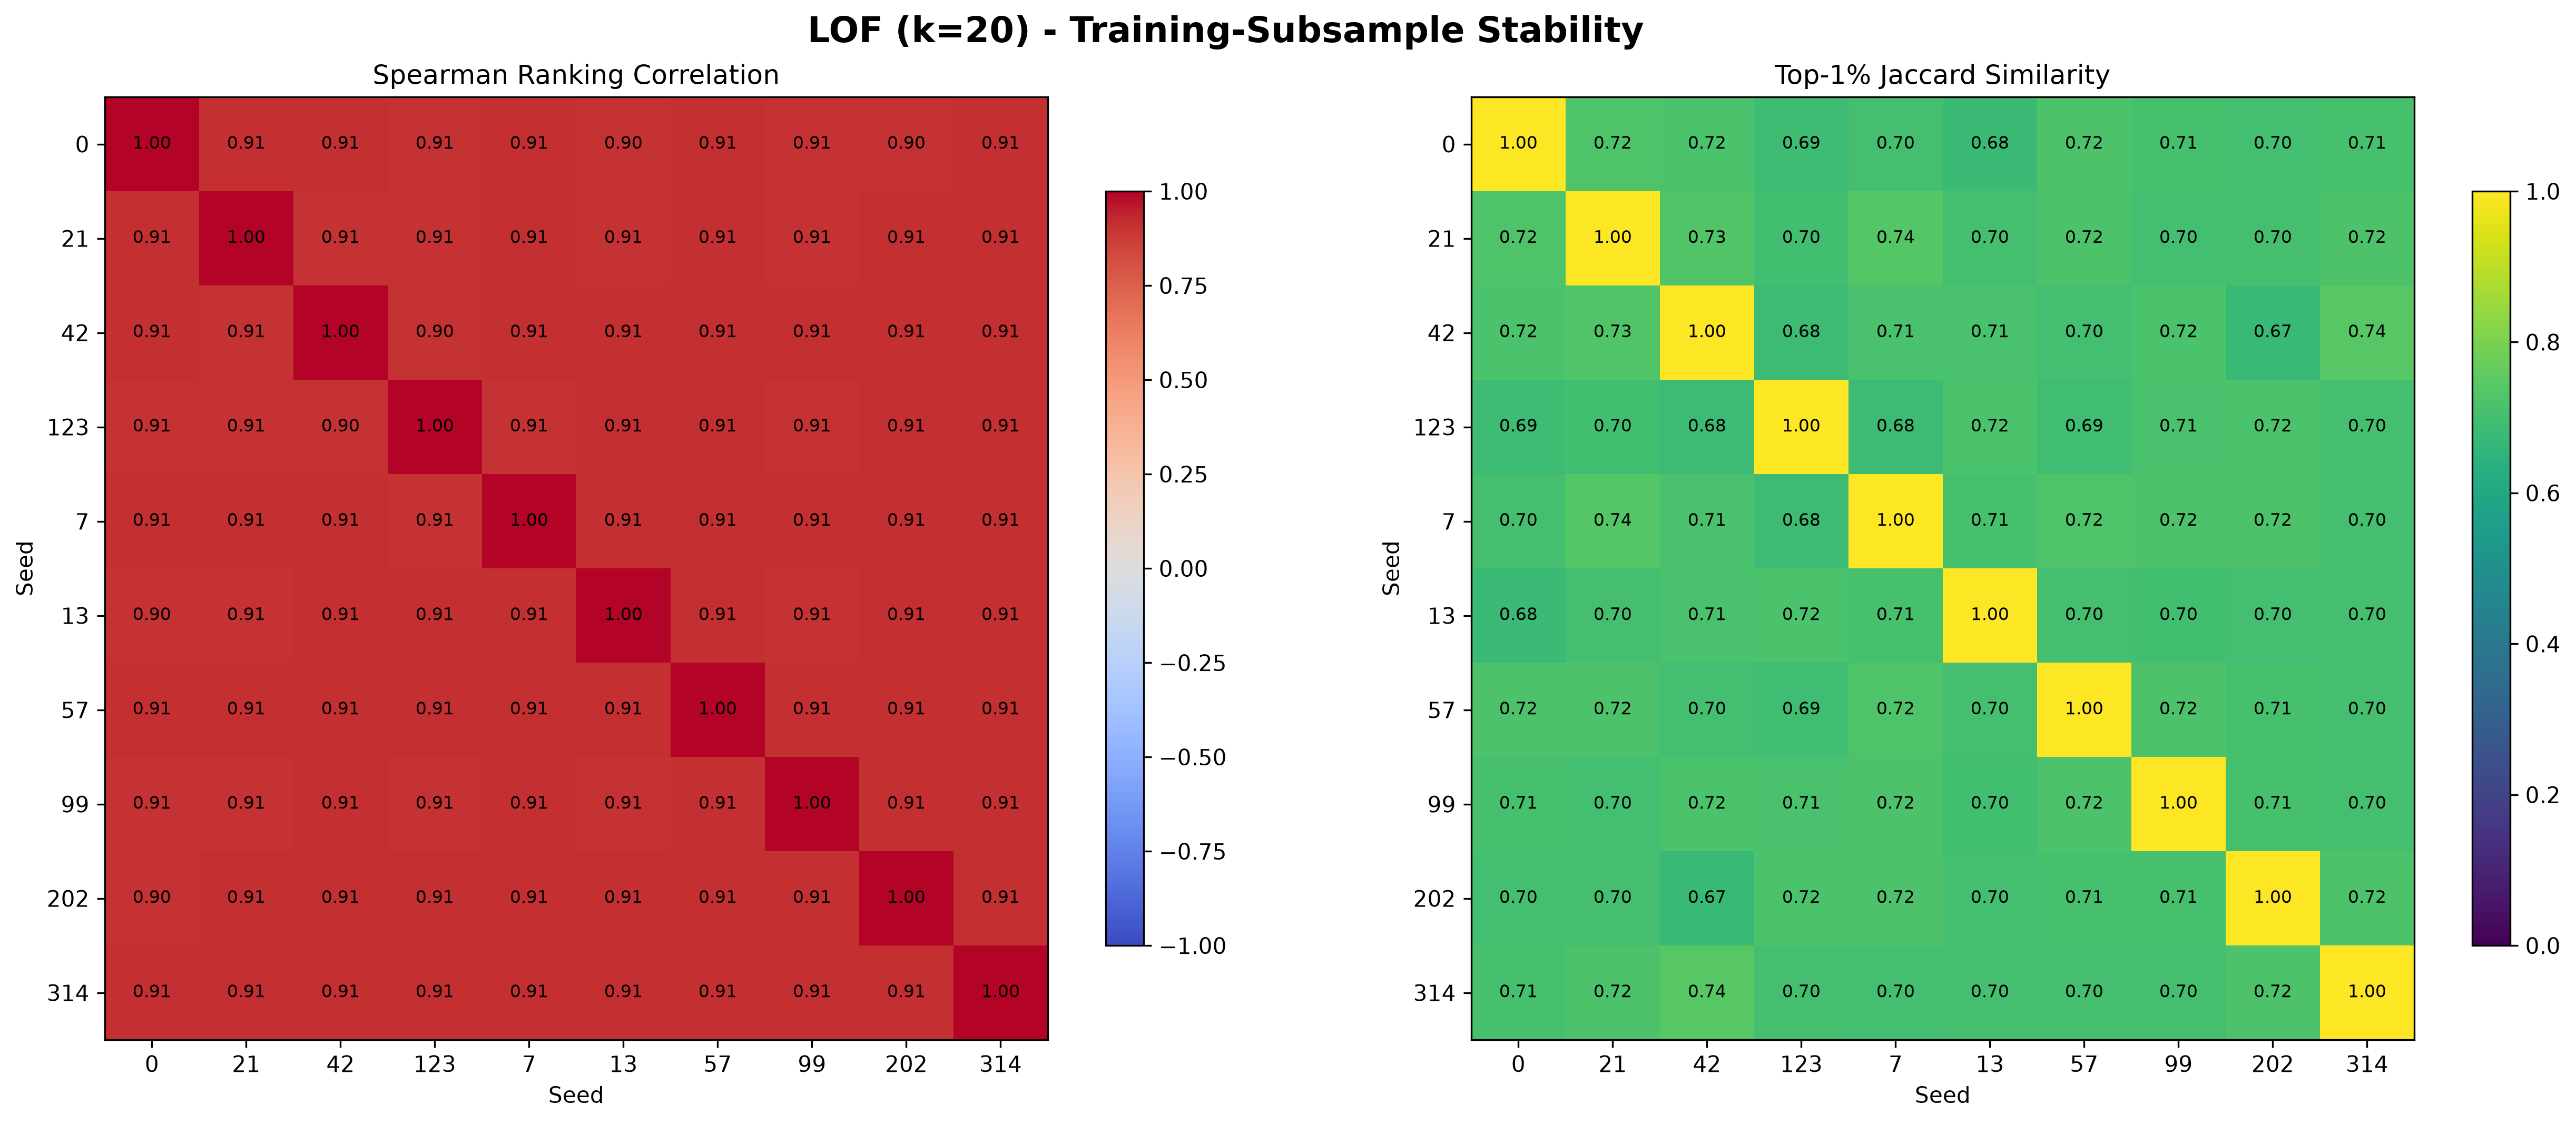 LOF (k=20) - Training-Subsample Stability
Spearman Ranking Correlation
0 1.00 0.91 0.91 0.91 0.91 0.90 0.91 0.91 0.90 0.91
21 0.91 1.00 0.91 0.91 0.91 0.91 0.91 0.91 0.91 0.91
42 0.91 0.91 1.00 0.90 0.91 0.91 0.91 0.91 0.91 0.91
123 0.91 0.91 0.90 1.00 0.91 0.91 0.91 0.91 0.91 0.91
7 0.91 0.91 0.91 0.91 1.00 0.91 0.91 0.91 0.91 0.91
13 0.90 0.91 0.91 0.91 0.91 1.00 0.91 0.91 0.91 0.91
57 0.91 0.91 0.91 0.91 0.91 0.91 1.00 0.91 0.91 0.91
99 0.91 0.91 0.91 0.91 0.91 0.91 0.91 1.00 0.91 0.91
202 0.90 0.91 0.91 0.91 0.91 0.91 0.91 0.91 1.00 0.91
314 0.91 0.91 0.91 0.91 0.91 0.91 0.91 0.91 0.91 1.00
0 21 42 123 7 13 57 99 202 314
Seed
Seed
1.00
0.75
0.50
0.25
0.00
−0.25
−0.50
−0.75
−1.00
Top-1% Jaccard Similarity
0 1.00 0.72 0.72 0.69 0.70 0.68 0.72 0.71 0.70 0.71
21 0.72 1.00 0.73 0.70 0.74 0.70 0.72 0.70 0.70 0.72
42 0.72 0.73 1.00 0.68 0.71 0.71 0.70 0.72 0.67 0.74
123 0.69 0.70 0.68 1.00 0.68 0.72 0.69 0.71 0.72 0.70
7 0.70 0.74 0.71 0.68 1.00 0.71 0.72 0.72 0.72 0.70
13 0.68 0.70 0.71 0.72 0.71 1.00 0.70 0.70 0.70 0.70
57 0.72 0.72 0.70 0.69 0.72 0.70 1.00 0.72 0.71 0.70
99 0.71 0.70 0.72 0.71 0.72 0.70 0.72 1.00 0.71 0.70
202 0.70 0.70 0.67 0.72 0.72 0.70 0.71 0.71 1.00 0.72
314 0.71 0.72 0.74 0.70 0.70 0.70 0.70 0.70 0.72 1.00
0 21 42 123 7 13 57 99 202 314
Seed
Seed
1.0
0.8
0.6
0.4
0.2
0.0